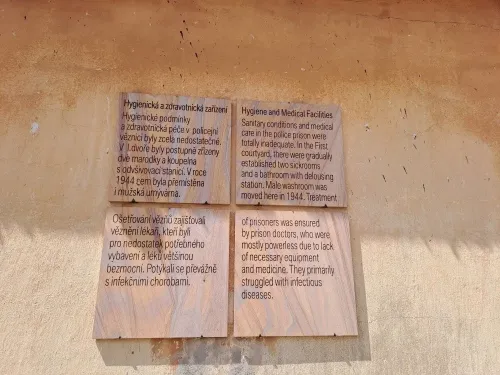 Hygienická a zdravotnická zařízení
Hygienické podmínky
a zdravotnická péče v policejní
věznici byly zcela nedostatečné.
V I.dvoře byly postupně zřízeny
dvě marodky a koupelna
s odvšivovací stanicí. V roce
1944 sem byla přemístěna
i mužská umývárna.
Ošetřování vězňů zajišťovali
vězněni lékaři, kteří byli
pro nedostatek potřebného
vybavení a léků většinou
bezmocní. Potýkali se převážně
s infekčními chorobami.
Hygiene and Medical Facilities
Sanitary conditions and medical
care in the police prison were
totally inadequate. In the First
courtyard, there were gradually
established two sickrooms
and a bathroom with delousing
station. Male washroom was
moved here in 1944. Treatment
of prisoners was ensured
by prison doctors, who were
mostly powerless due to lack
of necessary equipment
and medicine. They primarily
struggled with infectious
diseases.